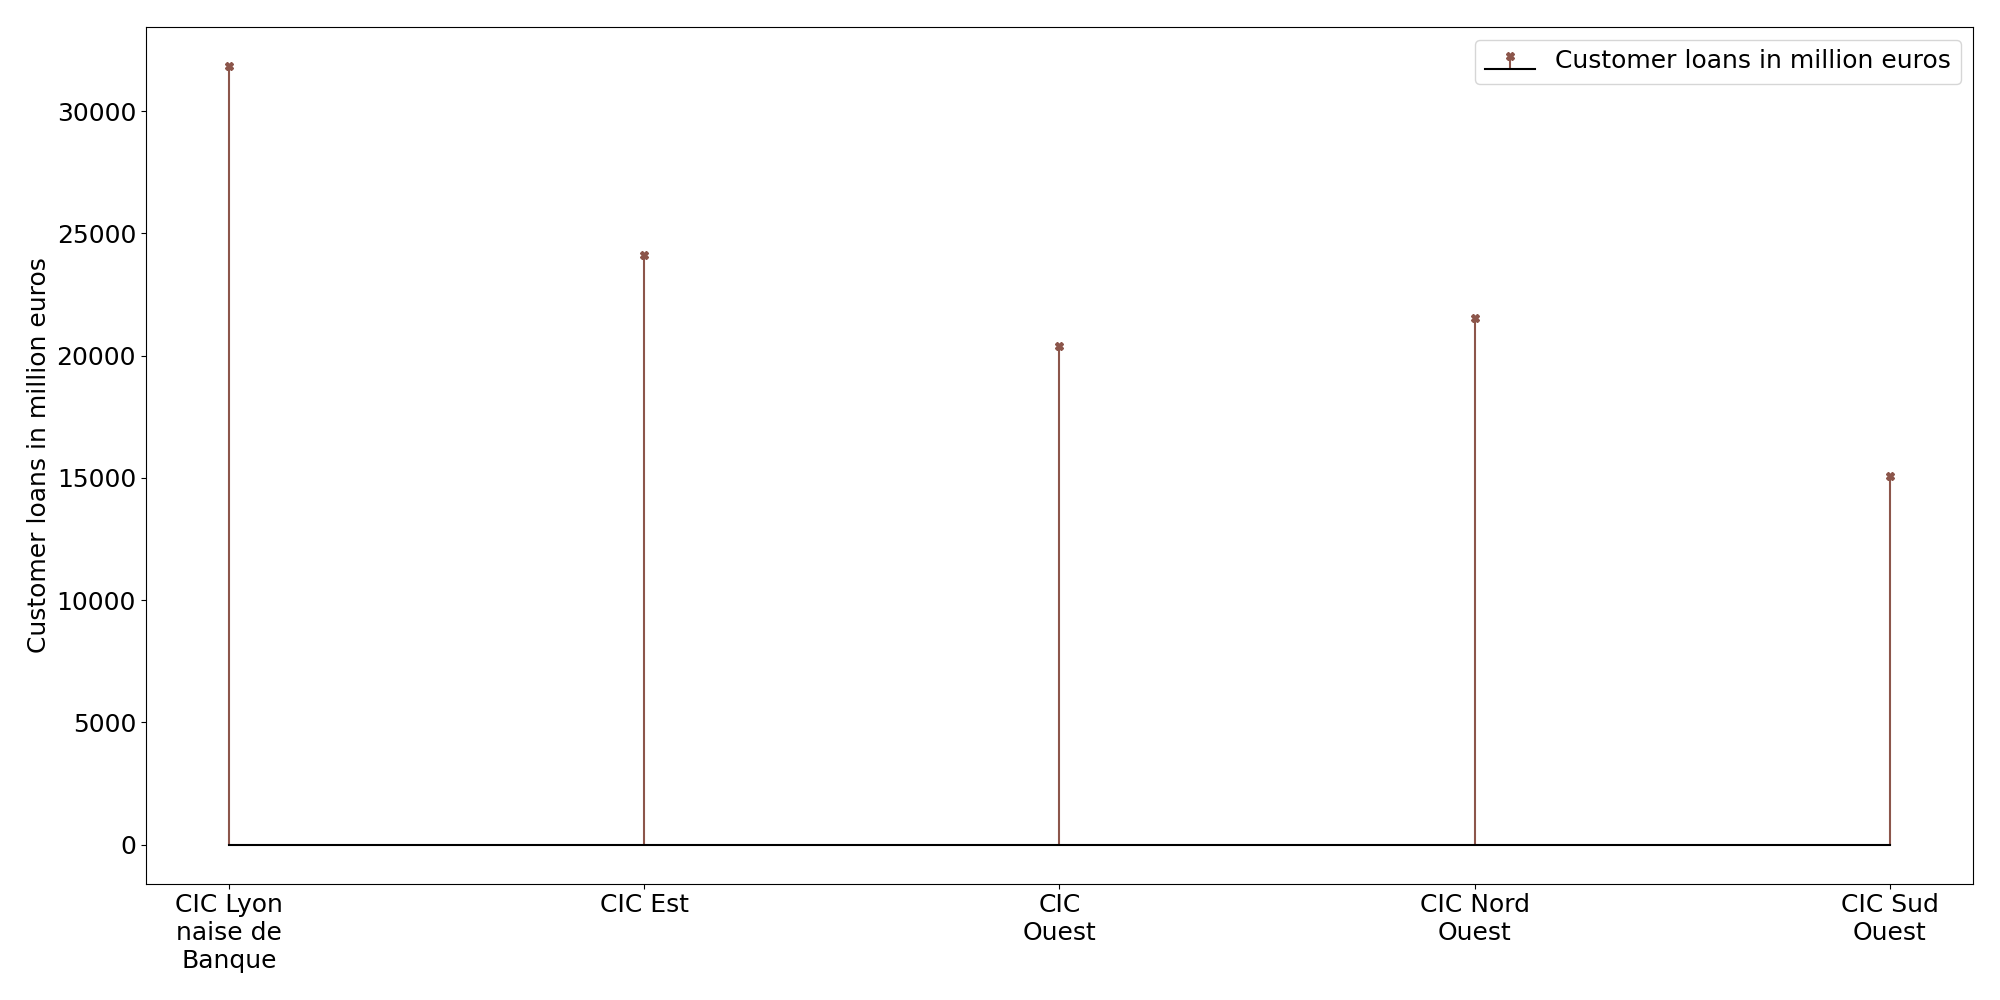 Customer loans in million euros
Customer loans in million euros
30000
25000
20000
15000
10000
5000
0
CIC Lyon
naise de
Banque
CIC Est
CIC
Ouest
CIC Nord
Ouest
CIC Sud
Ouest